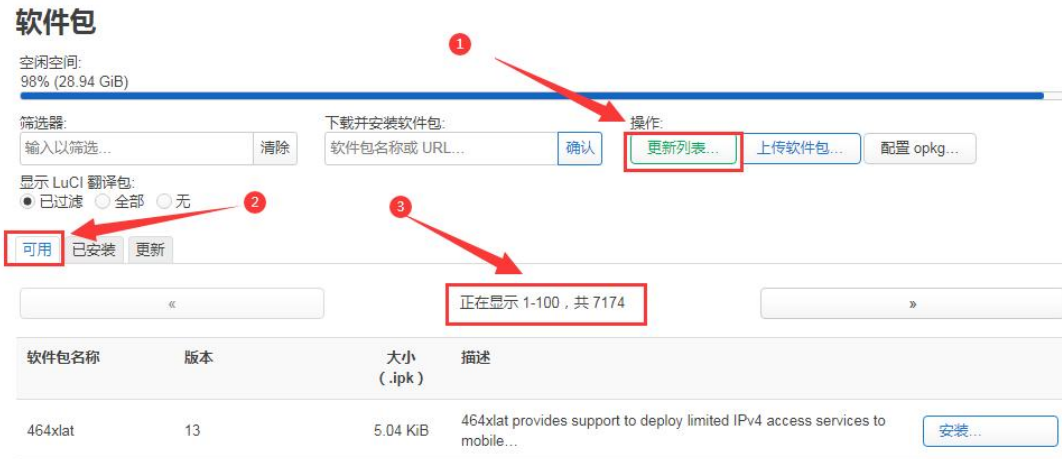 软件包
空闲空间:
98% (28.94 GiB)
1
筛选器:
下载并安装软件包:
操作:
输入以筛选...
清除
软件包名称或 URL...
确认
更新列表...
上传软件包...
配置 opkg...
显示 LuCI 翻译包:
已过滤 全部 无
2
3
可用 已安装 更新
«
正在显示 1-100，共 7174
»
软件包名称
版本
大小
(.ipk)
描述
464xlat
13
5.04 KiB
464xlat provides support to deploy limited IPv4 access services to
mobile...
安装...